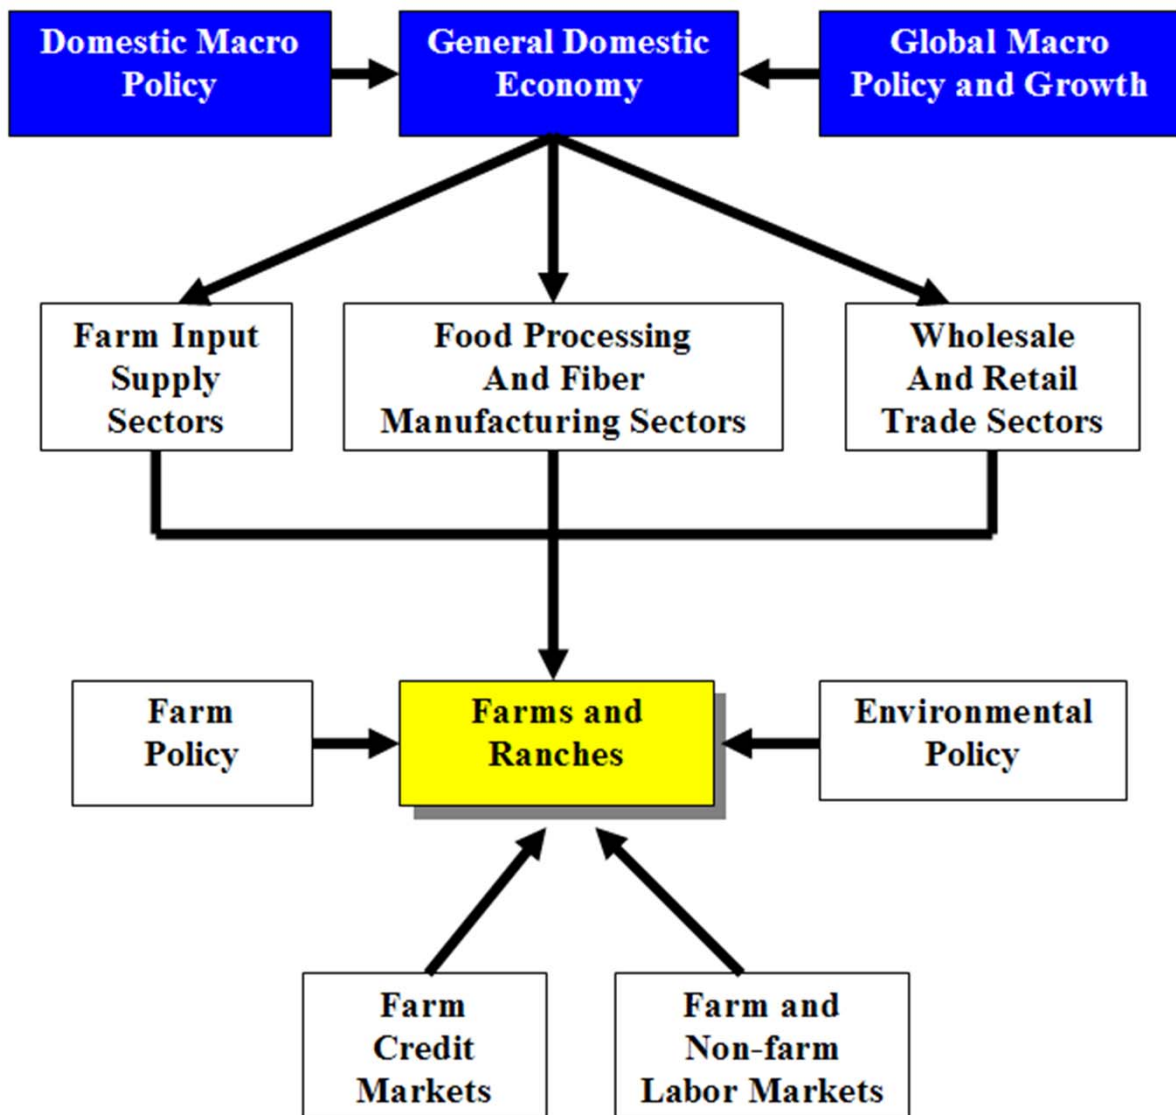 Domestic Macro
Policy
General Domestic
Economy
Global Macro
Policy and Growth
Farm Input
Supply
Sectors
Food Processing
And Fiber
Manufacturing Sectors
Wholesale
And Retail
Trade Sectors
Farm
Policy
Farms and
Ranches
Environmental
Policy
Farm
Credit
Markets
Farm and
Non-farm
Labor Markets